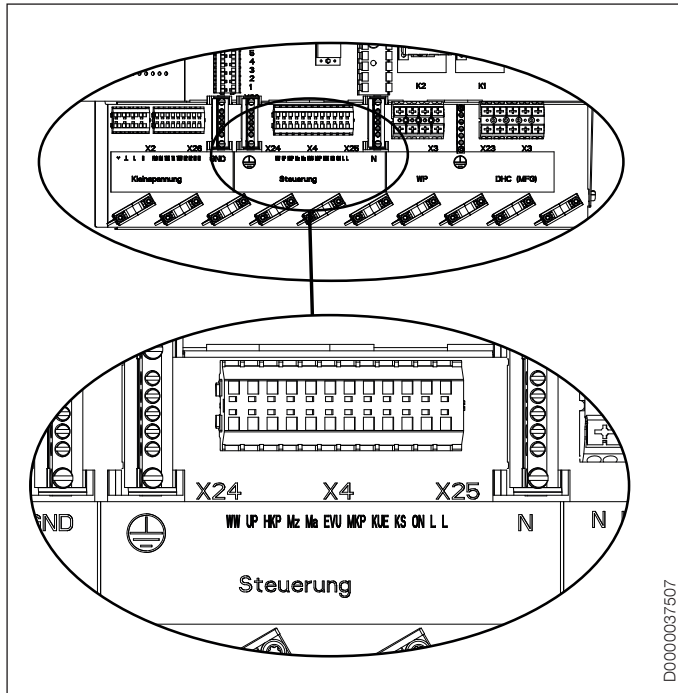 5
4
3
2
1
K2 K1
X2 X26 X24 X4 X25 X3 X23 X3
GND N
Kleinspannung Steuerung WP DHC (MFG)
X24 X4 X25
GND WW UP HKP Mz Ma EVU MKP KUE KS ON L L N N
Steuerung
D0000037507